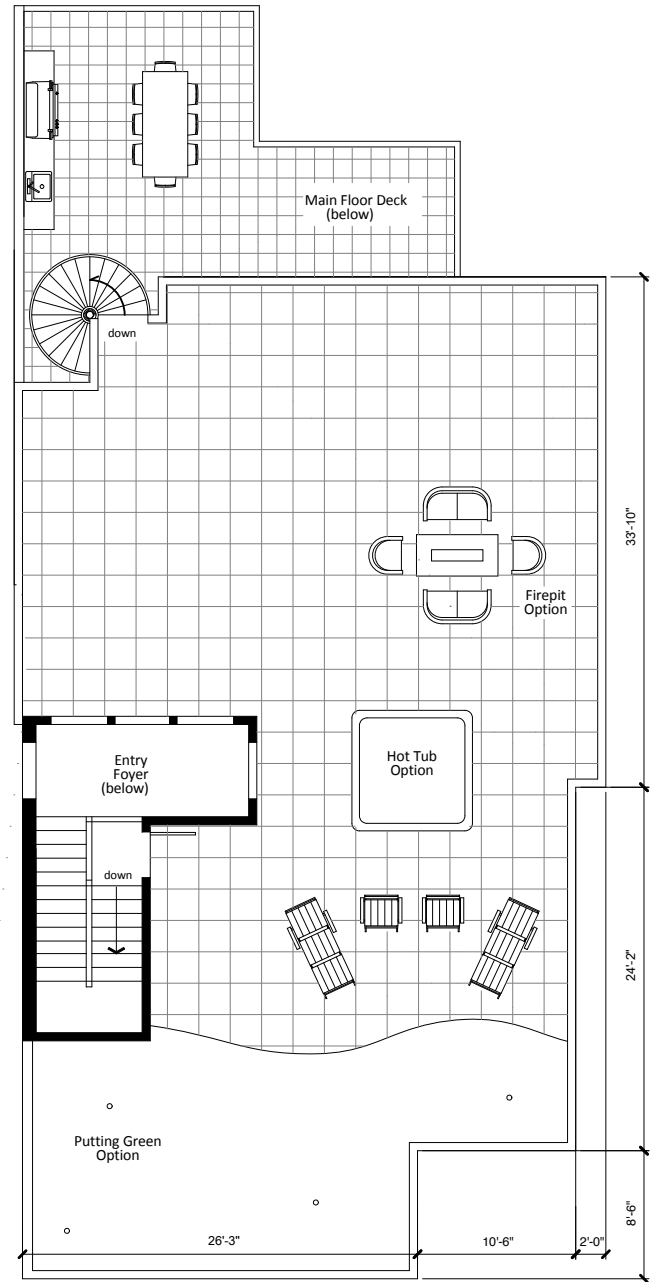 Main Floor Deck
(below)
down
33'-10"
Firepit
Option
Entry
Foyer
(below)
Hot Tub
Option
down
24'-2"
Putting Green
Option
8'-6"
26'-3"
10'-6"
2'-0"